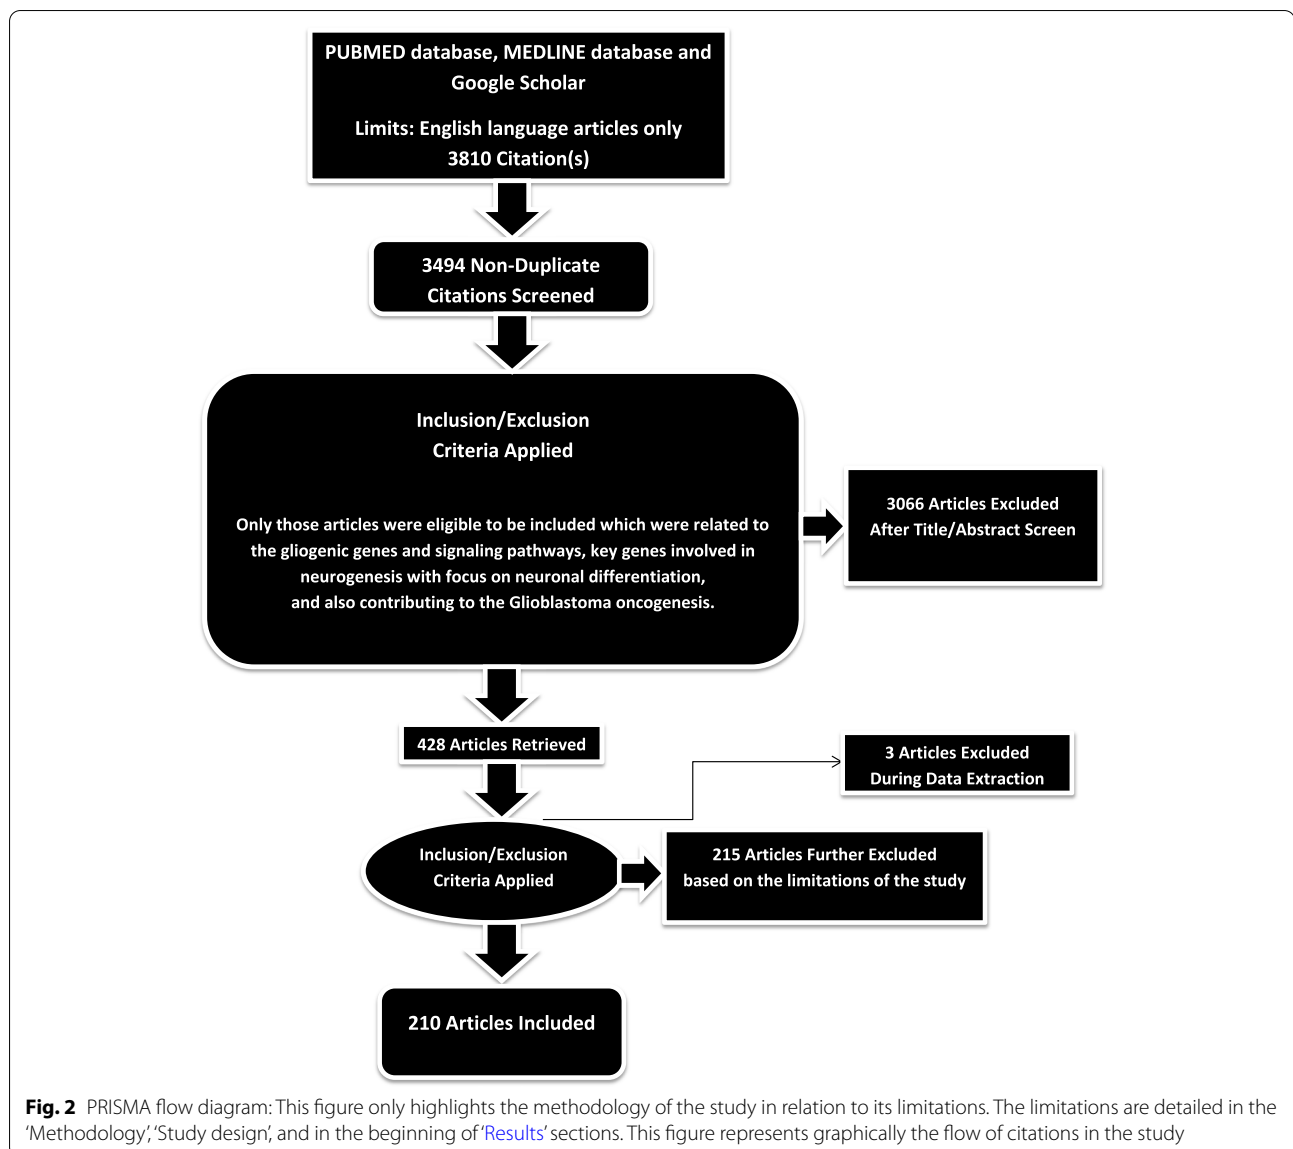 PUBMED database, MEDLINE database and
Google Scholar
Limits: English language articles only
3810 Citation(s)
3494 Non-Duplicate
Citations Screened
Inclusion/Exclusion
Criteria Applied
Only those articles were eligible to be included which were related to
the gliogenic genes and signaling pathways, key genes involved in
neurogenesis with focus on neuronal differentiation,
and also contributing to the Glioblastoma oncogenesis.
3066 Articles Excluded
After Title/Abstract Screen
428 Articles Retrieved
3 Articles Excluded
During Data Extraction
Inclusion/Exclusion
Criteria Applied
215 Articles Further Excluded
based on the limitations of the study
210 Articles Included
Fig. 2 PRISMA flow diagram: This figure only highlights the methodology of the study in relation to its limitations. The limitations are detailed in the
‘Methodology’, ‘Study design’, and in the beginning of ‘Results’ sections. This figure represents graphically the flow of citations in the study